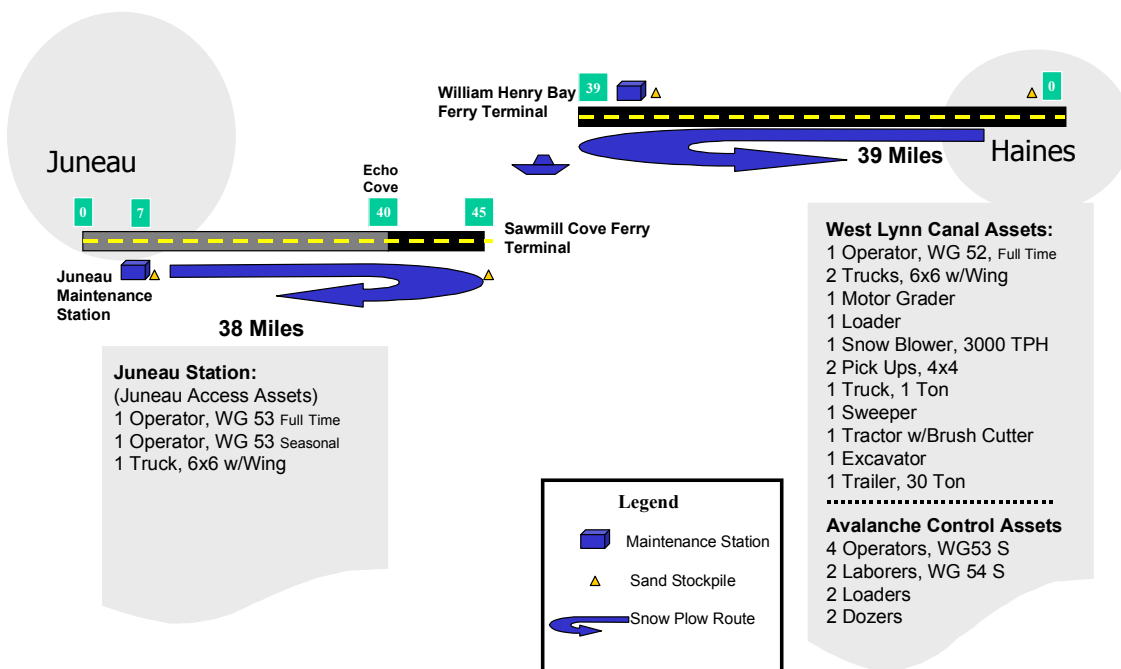 William Henry Bay
Ferry Terminal
39
0
39 Miles
Haines
Juneau
Echo
Cove
0
7
40
45
Sawmill Cove Ferry
Terminal
Juneau
Maintenance
Station
38 Miles
Juneau Station:
(Juneau Access Assets)
1 Operator, WG 53 Full Time
1 Operator, WG 53 Seasonal
1 Truck, 6x6 w/Wing
West Lynn Canal Assets:
1 Operator, WG 52, Full Time
2 Trucks, 6x6 w/Wing
1 Motor Grader
1 Loader
1 Snow Blower, 3000 TPH
2 Pick Ups, 4x4
1 Truck, 1 Ton
1 Sweeper
1 Tractor w/Brush Cutter
1 Excavator
1 Trailer, 30 Ton
Avalanche Control Assets
4 Operators, WG53 S
2 Laborers, WG 54 S
2 Loaders
2 Dozers
Legend
Maintenance Station
Sand Stockpile
Snow Plow Route